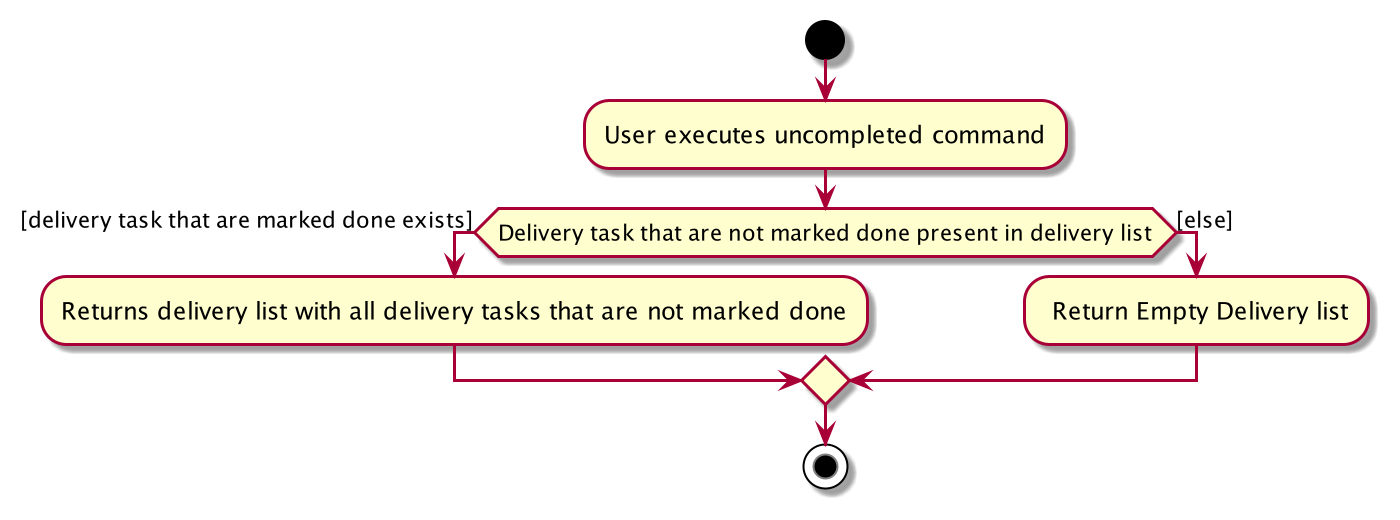 User executes uncompleted command
[delivery task that are marked done exists]
Delivery task that are not marked done present in delivery list
[else]
Returns delivery list with all delivery tasks that are not marked done
Return Empty Delivery list